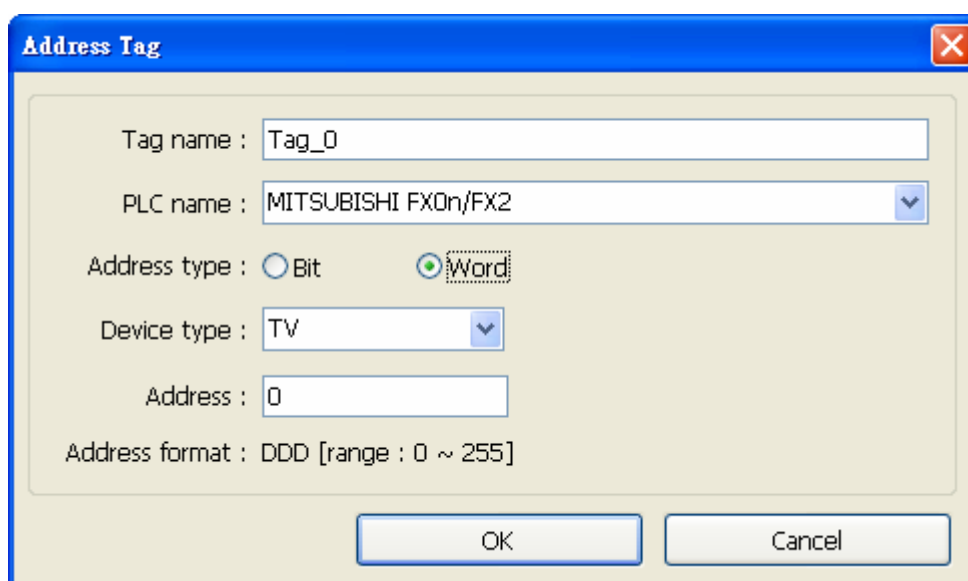 Address Tag
Tag name : Tag_0
PLC name : MITSUBISHI FX0n/FX2
Address type : Bit Word
Device type : TV
Address : 0
Address format : DDD [range : 0 ~ 255]
OK Cancel